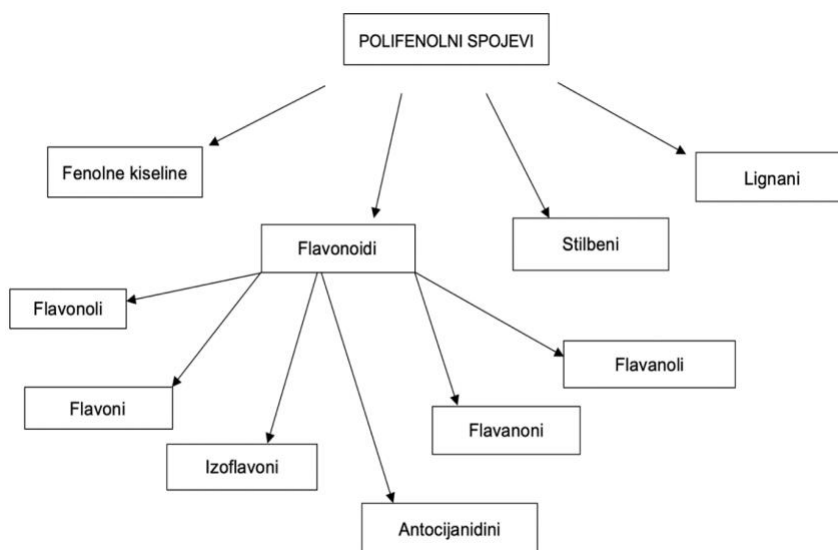 POLIFENOLNI SPOJEVI
Fenolne kiseline
Lignani
Flavonoidi
Stilbeni
Flavonoli
Flavanoli
Flavoni
Flavanoni
Izoflavoni
Antocijanidini